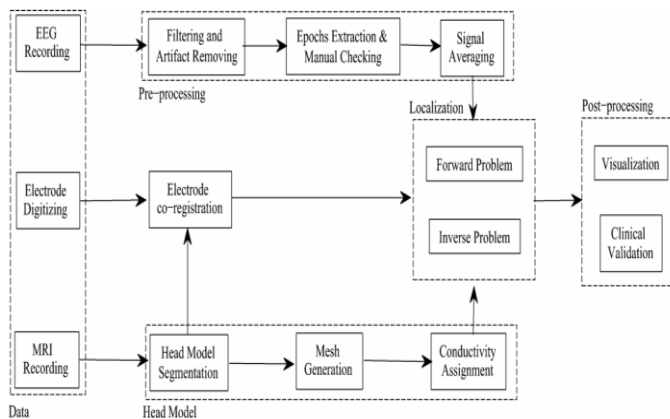 EEG
Recording
Filtering and
Artifact Removing
Epochs Extraction &
Manual Checking
Signal
Averaging
Pre-processing
Localization
Post-processing
Forward Problem
Visualization
Electrode
Digitizing
Electrode
co-registration
Inverse Problem
Clinical
Validation
MRI
Recording
Head Model
Segmentation
Mesh
Generation
Conductivity
Assignment
Data
Head Model